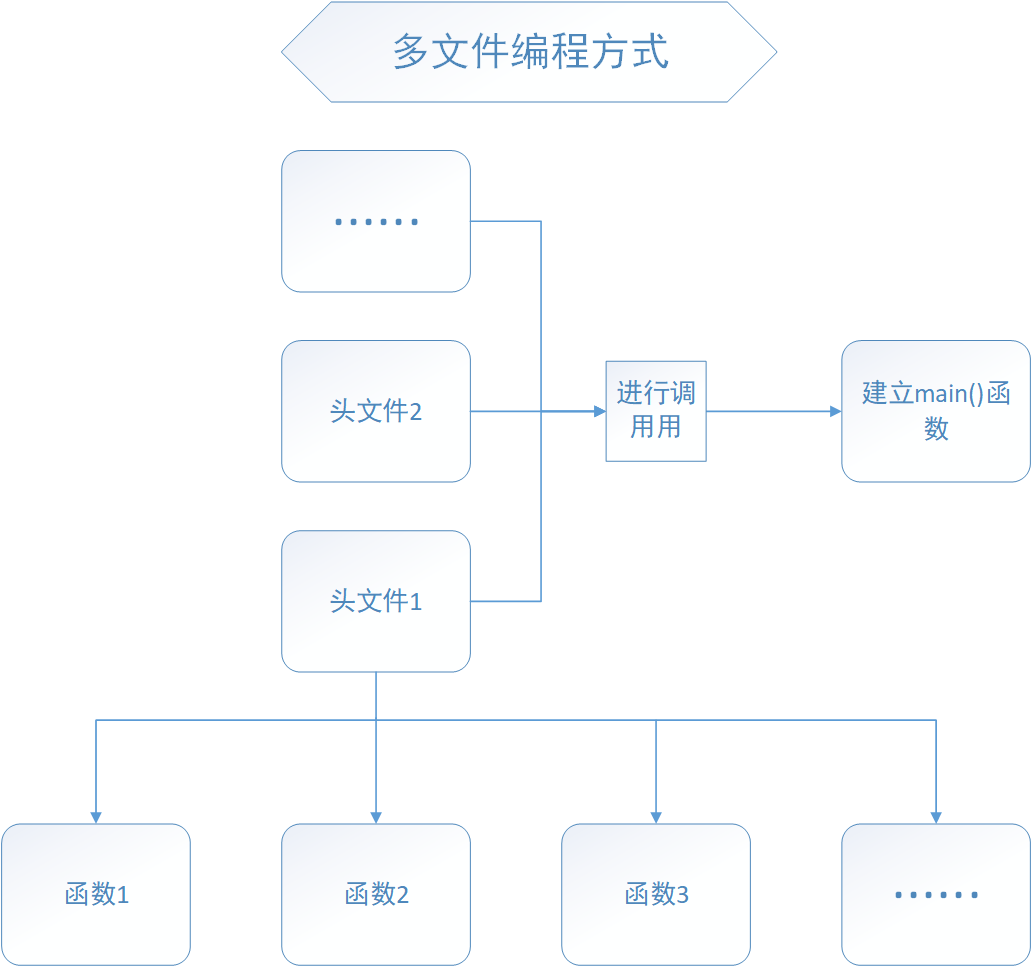 多文件编程方式
······
头文件2
进行调
用用
建立main()函
数
头文件1
函数1
函数2
函数3
······